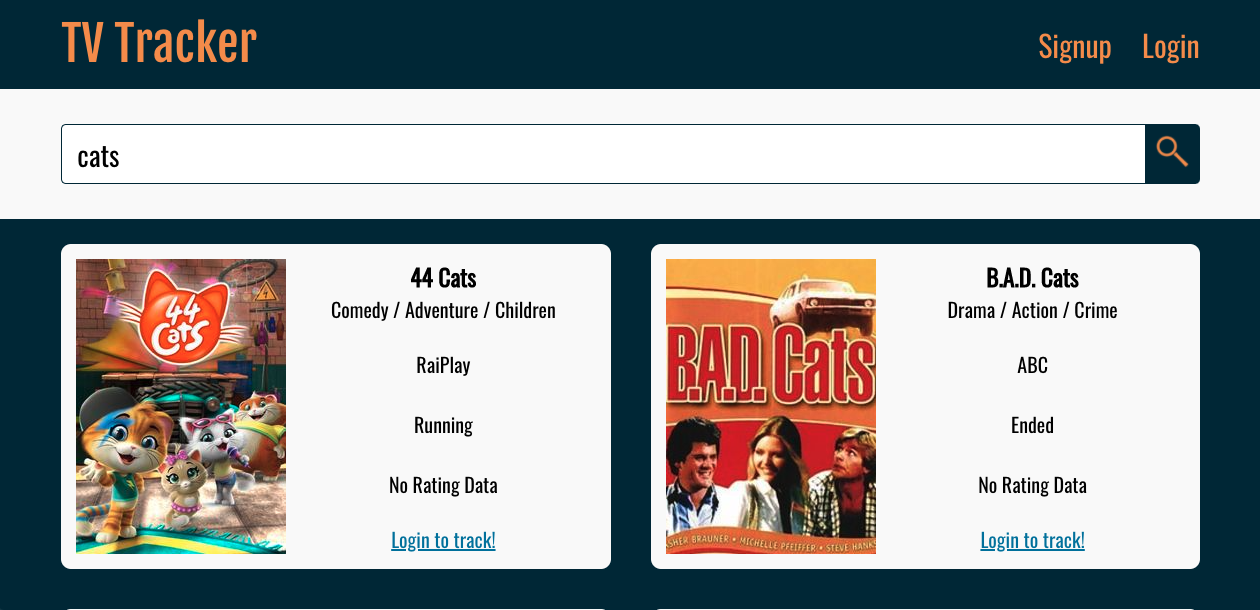 TV Tracker
Signup
Login
cats
44 Cats
Comedy / Adventure / Children
RaiPlay
Running
No Rating Data
Login to track!
44
Cats
B.A.D. Cats
Drama / Action / Crime
ABC
Ended
No Rating Data
Login to track!
B.A.D. Cats
ASHER BRAUNER • MICHELLE PFEIFFER • STEVE HANKS